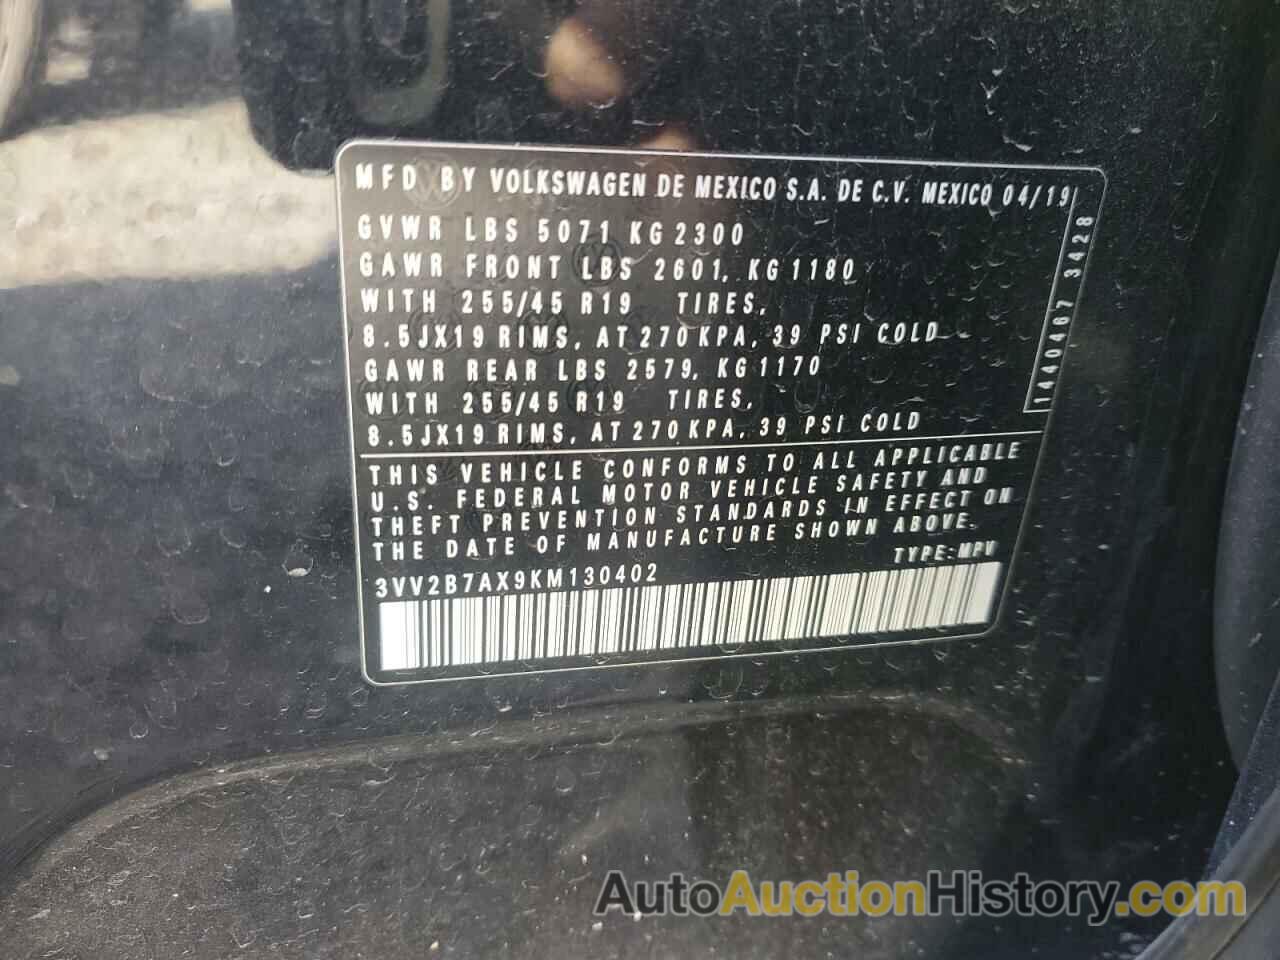 MFD BY VOLKSWAGEN DE MEXICO S.A. DE C.V. MEXICO 04/19
GVWR LBS 5071 KG 2300
GAWR FRONT LBS 2601, KG 1180
WITH 255/45 R19 TIRES,
8.5JX19 RIMS, AT 270 KPA, 39 PSI COLD
GAWR REAR LBS 2579, KG 1170
WITH 255/45 R19 TIRES,
8.5JX19 RIMS, AT 270 KPA, 39 PSI COLD
1440467 3428
THIS VEHICLE CONFORMS TO ALL APPLICABLE
U.S. FEDERAL MOTOR VEHICLE SAFETY AND
THEFT PREVENTION STANDARDS IN EFFECT ON
THE DATE OF MANUFACTURE SHOWN ABOVE.
TYPE: MPV
3VV2B7AX9KM130402
AutoAuctionHistory.com